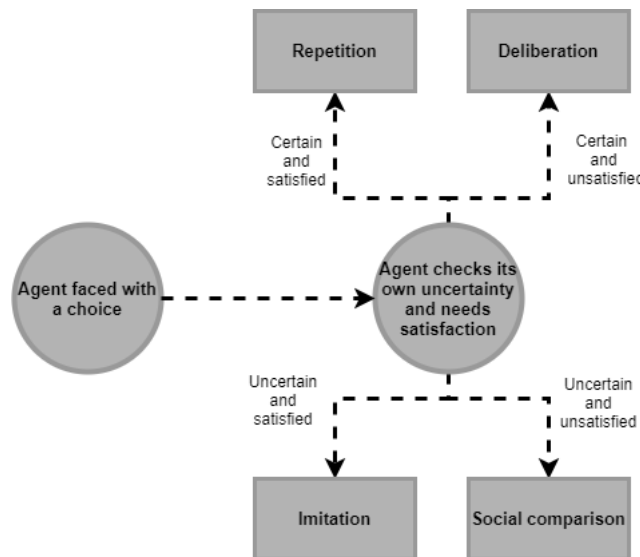 Repetition
Deliberation
Certain
and
satisfied
Certain
and
unsatisfied
Agent faced with
a choice
Agent checks its
own uncertainty
and needs
satisfaction
Uncertain
and
satisfied
Uncertain
and
unsatisfied
Imitation
Social comparison